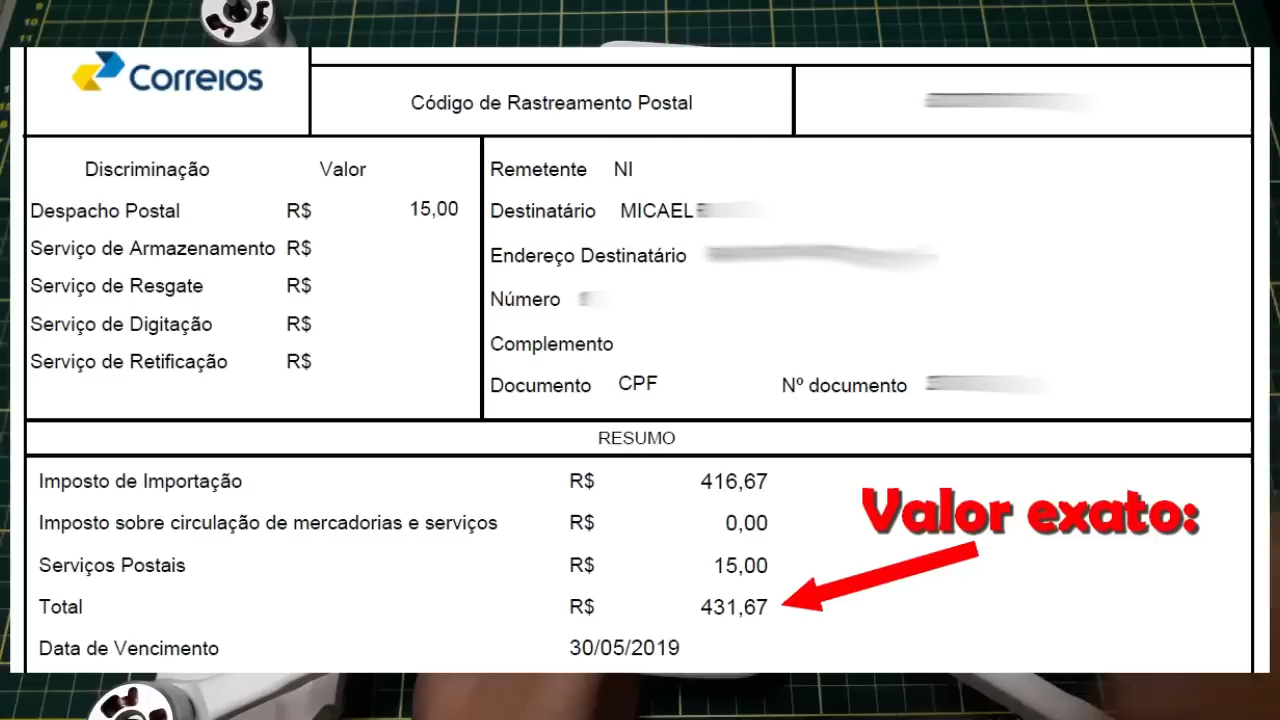 Correios
Código de Rastreamento Postal
Discriminação Valor
Despacho Postal R$ 15,00
Serviço de Armazenamento R$
Serviço de Resgate R$
Serviço de Digitação R$
Serviço de Retificação R$
Remetente NI
Destinatário MICAEL
Endereço Destinatário
Número
Complemento
Documento CPF Nº documento
RESUMO
Imposto de Importação R$ 416,67
Imposto sobre circulação de mercadorias e serviços R$ 0,00
Serviços Postais R$ 15,00
Total R$ 431,67
Data de Vencimento 30/05/2019
Valor exato: